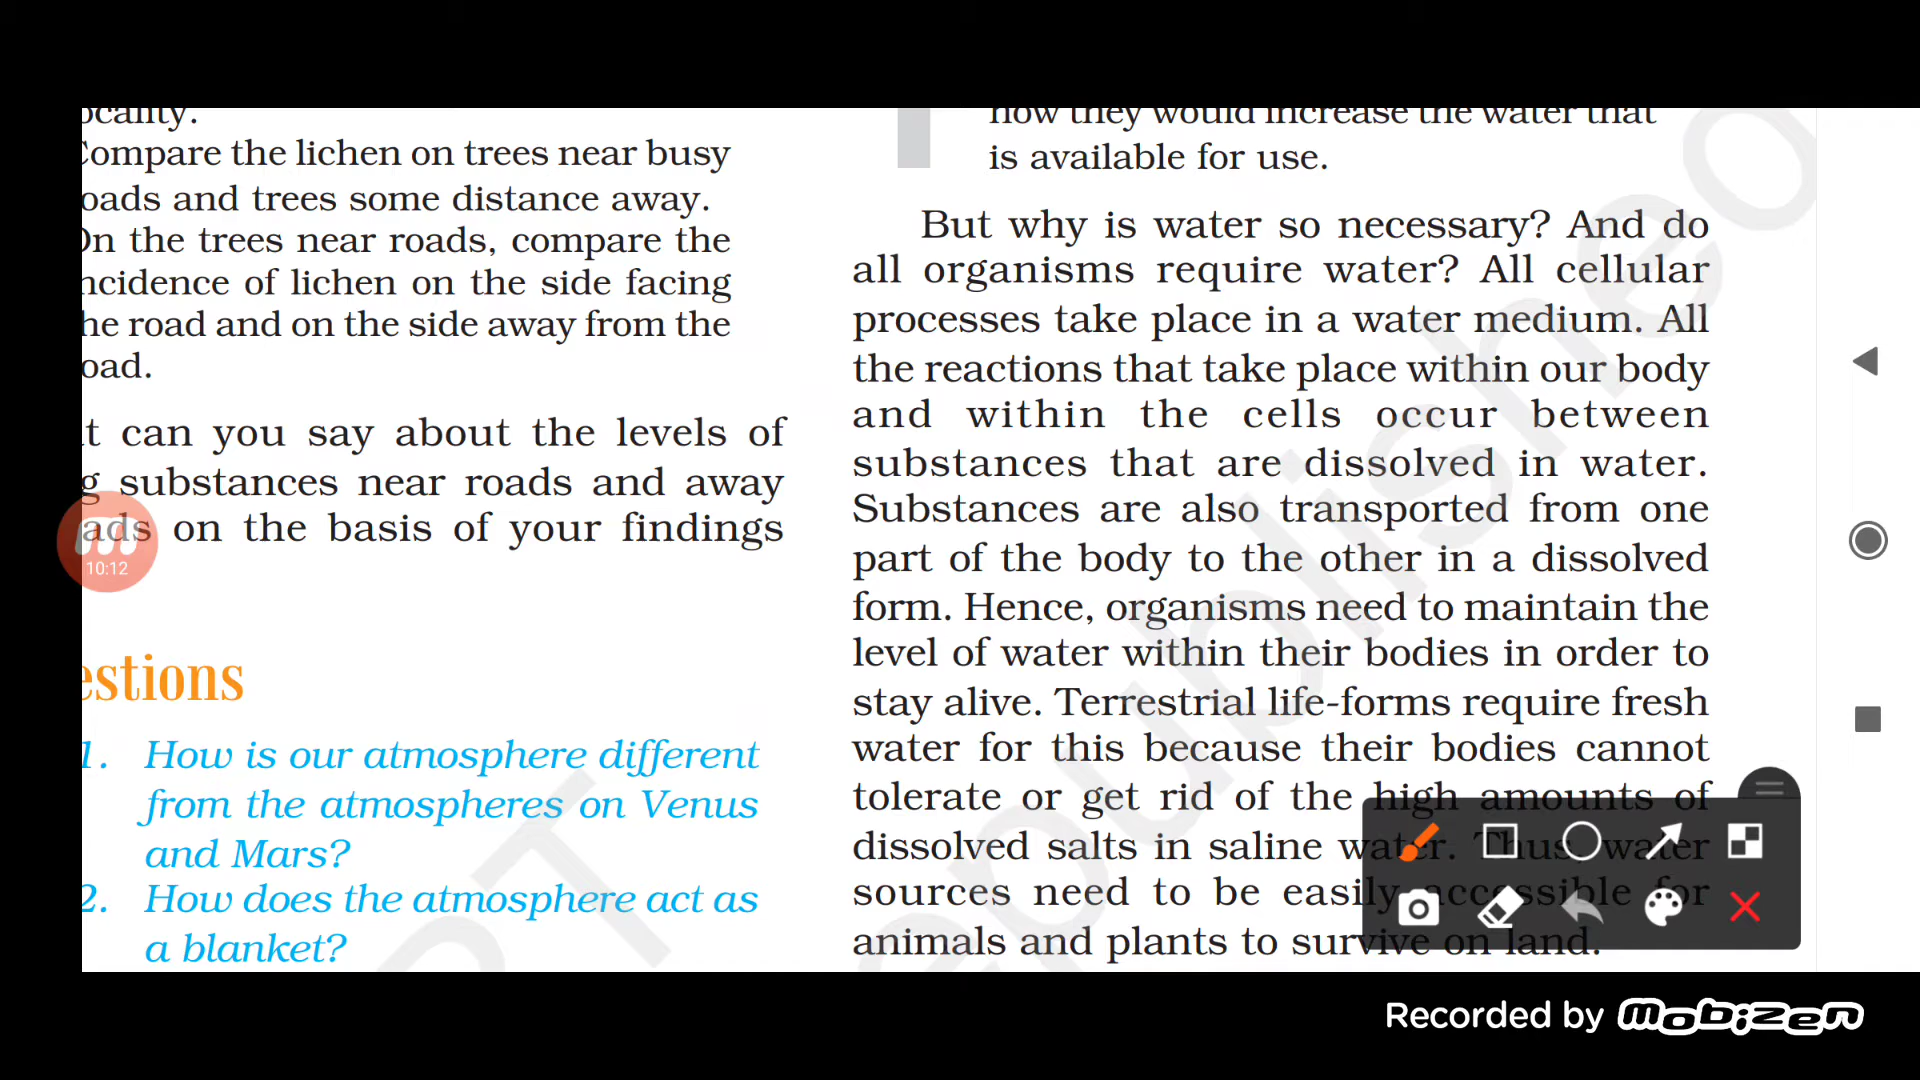 ocality.
Compare the lichen on trees near busy
oads and trees some distance away.
On the trees near roads, compare the
ncidence of lichen on the side facing
he road and on the side away from the
oad.
t can you say about the levels of
g substances near roads and away
ads on the basis of your findings
10:12
estions
1. How is our atmosphere different
from the atmospheres on Venus
and Mars?
2. How does the atmosphere act as
a blanket?
how they would increase the water that
is available for use.
But why is water so necessary? And do
all organisms require water? All cellular
processes take place in a water medium. All
the reactions that take place within our body
and within the cells occur between
substances that are dissolved in water.
Substances are also transported from one
part of the body to the other in a dissolved
form. Hence, organisms need to maintain the
level of water within their bodies in order to
stay alive. Terrestrial life-forms require fresh
water for this because their bodies cannot
tolerate or get rid of the high amounts of
dissolved salts in saline water. Thus water
sources need to be easily accessible for
animals and plants to survive on land.
Recorded by mobizen